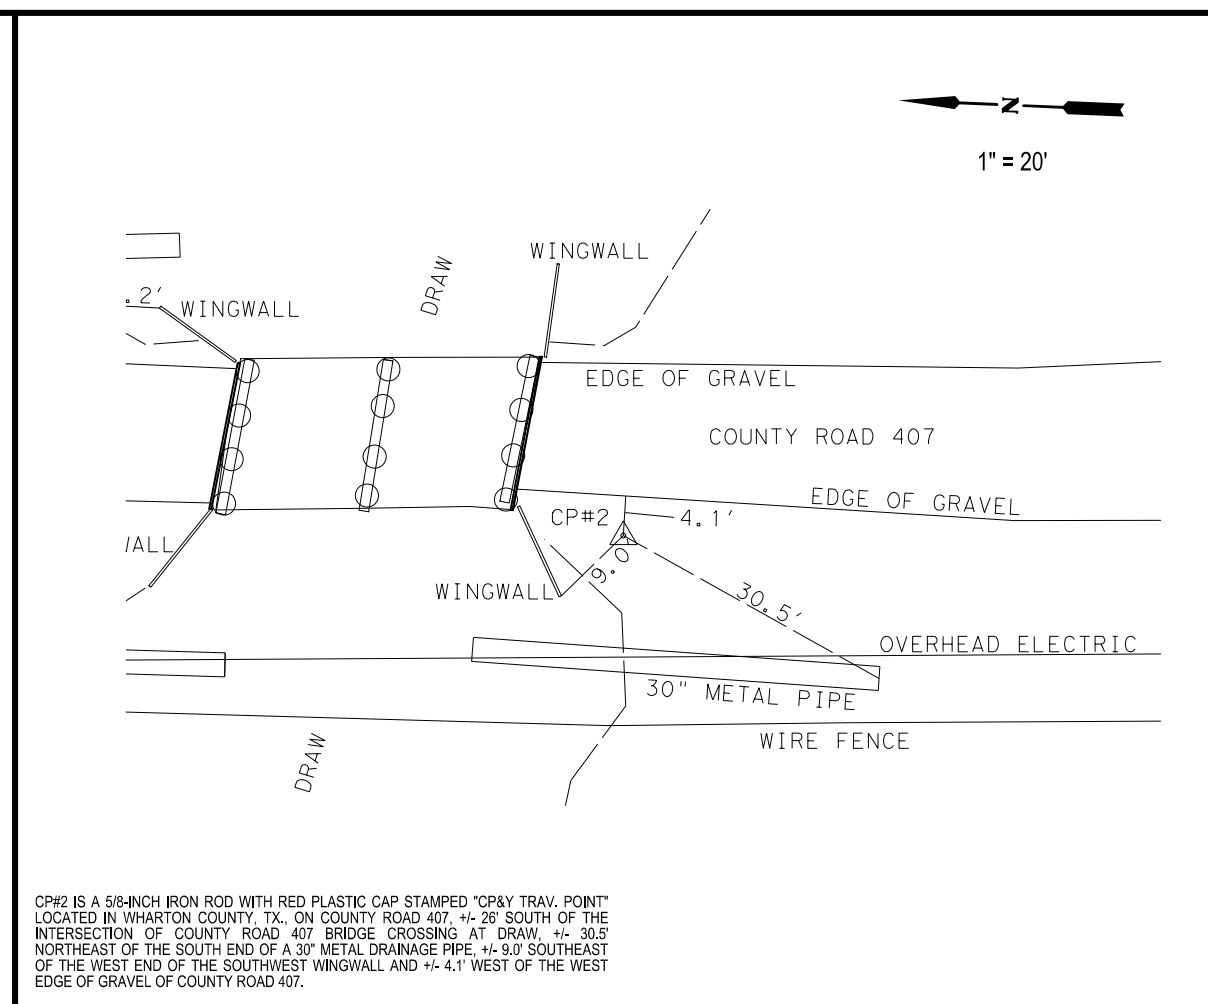 N
1" = 20'
WINGWALL
DRAW
.2'
WINGWALL
EDGE OF GRAVEL
COUNTY ROAD 407
EDGE OF GRAVEL
CP#2
4.1'
WALL
9.0'
WINGWALL
30.5'
OVERHEAD ELECTRIC
30" METAL PIPE
WIRE FENCE
DRAW
CP#2 IS A 5/8-INCH IRON ROD WITH RED PLASTIC CAP STAMPED "CP&Y TRAV. POINT"
LOCATED IN WHARTON COUNTY, TX., ON COUNTY ROAD 407, +/- 26' SOUTH OF THE
INTERSECTION OF COUNTY ROAD 407 BRIDGE CROSSING AT DRAW, +/- 30.5'
NORTHEAST OF THE SOUTH END OF A 30" METAL DRAINAGE PIPE, +/- 9.0' SOUTHEAST
OF THE WEST END OF THE SOUTHWEST WINGWALL AND +/- 4.1' WEST OF THE WEST
EDGE OF GRAVEL OF COUNTY ROAD 407.